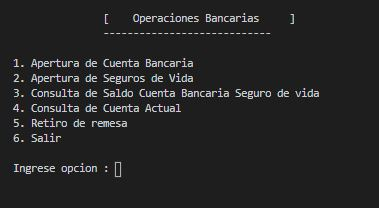 [    Operaciones Bancarias     ]
----------------------------
1. Apertura de Cuenta Bancaria
2. Apertura de Seguros de Vida
3. Consulta de Saldo Cuenta Bancaria Seguro de vida
4. Consulta de Cuenta Actual
5. Retiro de remesa
6. Salir
Ingrese opcion :